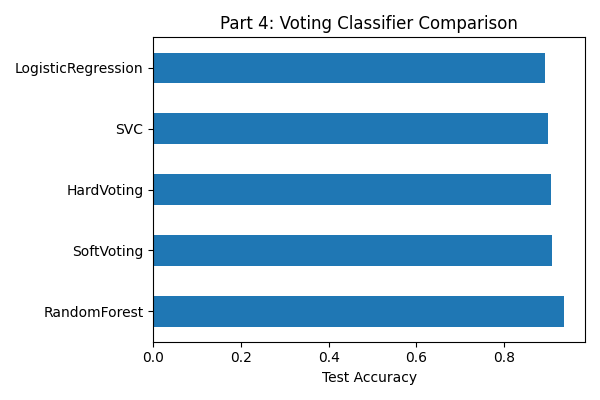 Part 4: Voting Classifier Comparison
LogisticRegression
SVC
HardVoting
SoftVoting
RandomForest
0.0 0.2 0.4 0.6 0.8
Test Accuracy